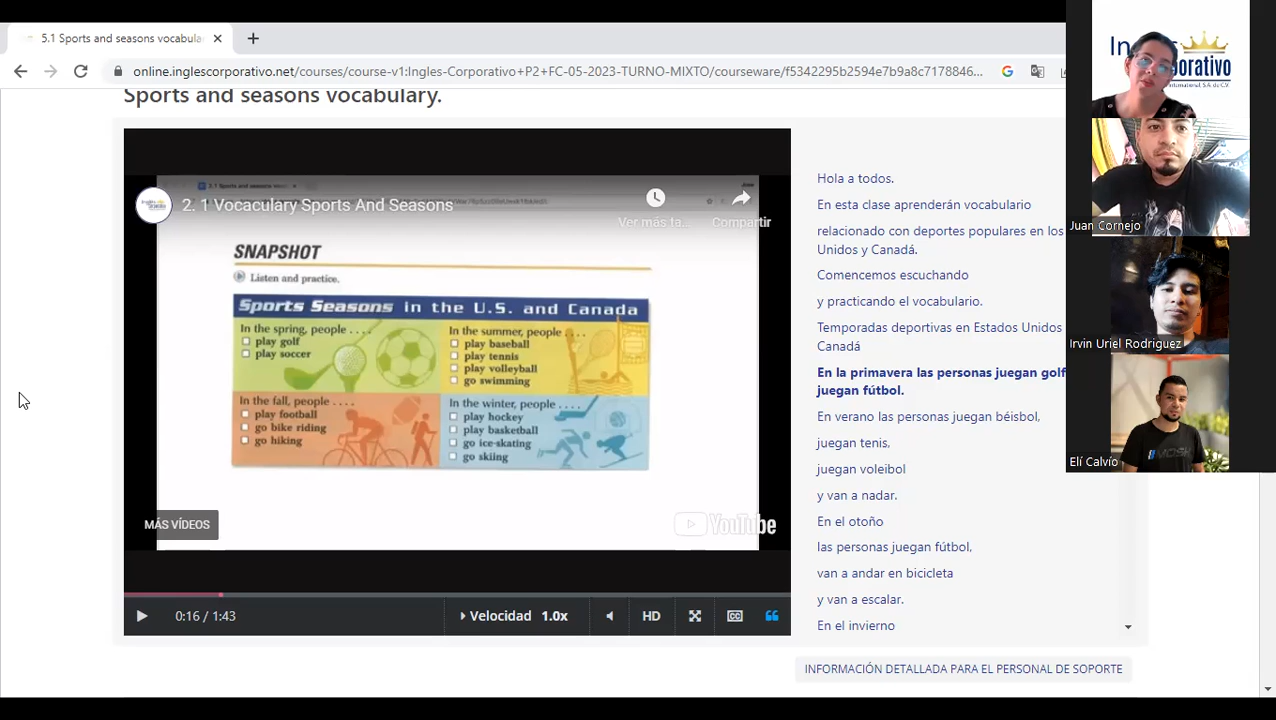 5.1 Sports and seasons vocabula
online.inglescorporativo.net/courses/course-v1:Ingles-Corporativo+P2+FC-05-2023-TURNO-MIXTO/courseware/f5342295b2594e7b9a8c7178846...
Sports and seasons vocabulary.
2. 1 Vocaculary Sports And Seasons
Ver más ta...
Compartir
SNAPSHOT
Listen and practice.
Sports Seasons in the U.S. and Canada
In the spring, people . . . .
play golf
play soccer
In the summer, people . . . .
play baseball
play tennis
play volleyball
go swimming
In the fall, people . . . .
play football
go bike riding
go hiking
In the winter, people . . . .
play hockey
play basketball
go ice-skating
go skiing
MÁS VÍDEOS
YouTube
0:16 / 1:43
Velocidad 1.0x
HD
CC
Hola a todos.
En esta clase aprenderán vocabulario
relacionado con deportes populares en los
Unidos y Canadá.
Comencemos escuchando
y practicando el vocabulario.
Temporadas deportivas en Estados Unidos
Canadá
En la primavera las personas juegan golf
juegan fútbol.
En verano las personas juegan béisbol,
juegan tenis,
juegan voleibol
y van a nadar.
En el otoño
las personas juegan fútbol,
van a andar en bicicleta
y van a escalar.
En el invierno
INFORMACIÓN DETALLADA PARA EL PERSONAL DE SOPORTE
Juan Cornejo
Irvin Uriel Rodriguez
Elí Calvío